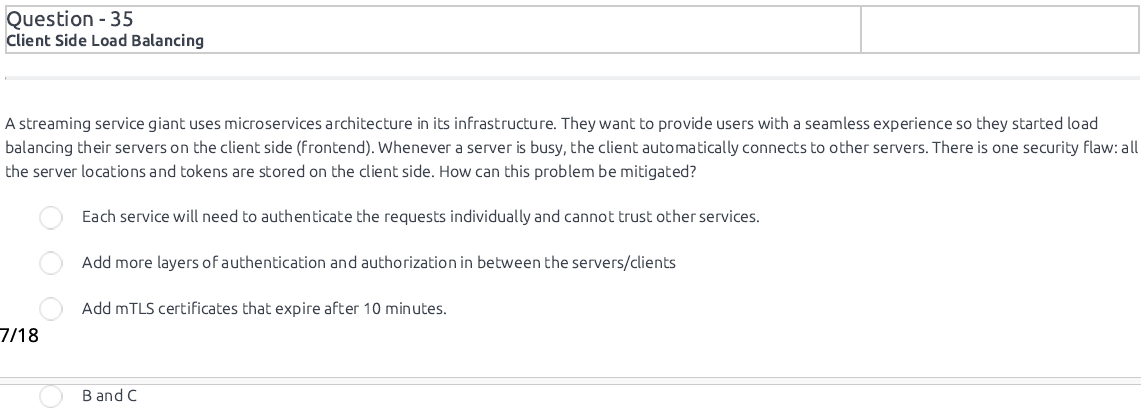 Question - 35
Client Side Load Balancing
A streaming service giant uses microservices architecture in its infrastructure. They want to provide users with a seamless experience so they started load
balancing their servers on the client side (frontend). Whenever a server is busy, the client automatically connects to other servers. There is one security flaw: all
the server locations and tokens are stored on the client side. How can this problem be mitigated?
Each service will need to authenticate the requests individually and cannot trust other services.
Add more layers of authentication and authorization in between the servers/clients
Add mTLS certificates that expire after 10 minutes.
7/18
B and C